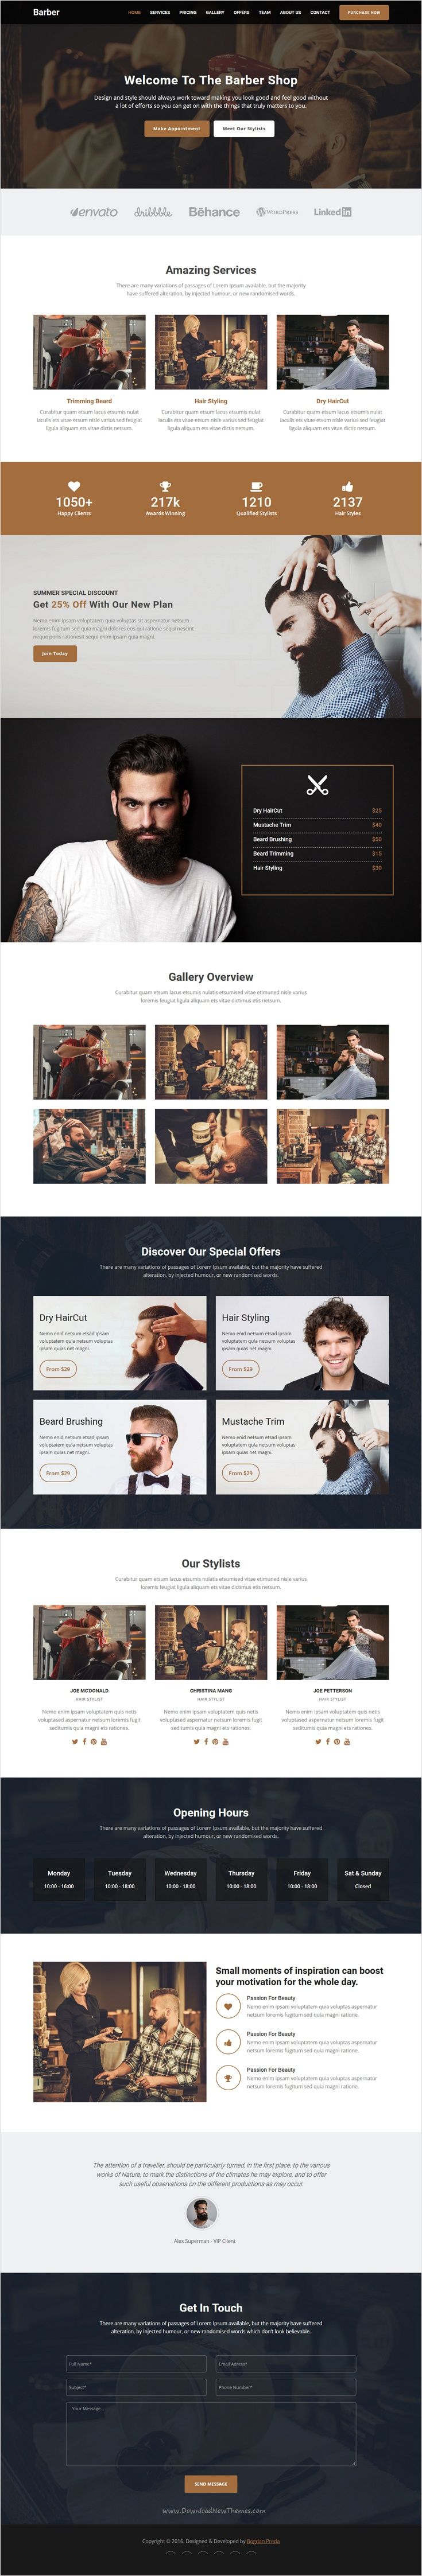 Barber
HOME SERVICES PRICING GALLERY OFFERS TEAM ABOUT US CONTACT PURCHASE NOW
Welcome To The Barber Shop
Design and style should always work toward making you look good and feel good without
a lot of efforts so you can get on with the things that truly matters to you.
Make Appointment Meet Our Stylists
envato dribbble Bēhance WORDPRESS Linked in
Amazing Services
There are many variations of passages of Lorem Ipsum available, but the majority
have suffered alteration, by injected humour, or new randomised words.
Trimming Beard Hair Styling Dry HairCut
Curabitur quam etsum lacus etsumis nulat Curabitur quam etsum lacus etsumis nulat Curabitur quam etsum lacus etsumis nulat
iaculis ets vitae etsum nisle varius sed feugiat iaculis ets vitae etsum nisle varius sed feugiat iaculis ets vitae etsum nisle varius sed feugiat
ligula aliquam ets vitae dictis netsum. ligula aliquam ets vitae dictis netsum. ligula aliquam ets vitae dictis netsum.
1050+ 217k 1210 2137
Happy Clients Awards Winning Qualified Stylists Hair Styles
SUMMER SPECIAL DISCOUNT
Get 25% Off With Our New Plan
Nemo enim ipsam voluptatem quia voluptas sit aspernatur netsum
loremis fugitum sed quia magni dolores eos qui ratione sequi nescint
neque poris ratineust sequi enim ipsam quia magni.
Join Today
Dry HairCut $25
Mustache Trim $40
Beard Brushing $50
Beard Trimming $15
Hair Styling $30
Gallery Overview
Curabitur quam etsum lacus etsumis nulatis etsumised vitae etimuned nisle varius
loremis feugiat ligula aliquam ets vitae dictimus etis netsum.
Discover Our Special Offers
There are many variations of passages of Lorem Ipsum available, but the majority have suffered
alteration, by injected humour, or new randomised words.
Dry HairCut Hair Styling
Nemo enid netsum etsad ipsam Nemo enid netsum etsad ipsam
voluptatem quia netsum voluptas voluptatem quia netsum voluptas
ipsam quias net magni. ipsam quias net magni.
From $29 From $29
Beard Brushing Mustache Trim
Nemo enid netsum etsad ipsam Nemo enid netsum etsad ipsam
voluptatem quia netsum voluptas voluptatem quia netsum voluptas
ipsam quias net magni. ipsam quias net magni.
From $29 From $29
Our Stylists
Curabitur quam etsum lacus etsumis nulatis etsumised vitae etimuned nisle varius
loremis feugiat ligula aliquam ets vitae dictimus etis netsum.
JOE MC'DONALD CHRISTINA MANG JOE PETTERSON
HAIR STYLIST HAIR STYLIST HAIR STYLIST
Nemo enim ipsam voluptatem quis netis Nemo enim ipsam voluptatem quis netis Nemo enim ipsam voluptatem quis netis
voluptased aspernatur netsum loremis fugit voluptased aspernatur netsum loremis fugit voluptased aspernatur netsum loremis fugit
seditumis quia magni ets rationes. seditumis quia magni ets rationes. seditumis quia magni ets rationes.
Opening Hours
There are many variations of passages of Lorem Ipsum available, but the majority have suffered
alteration, by injected humour, or new randomised words.
Monday Tuesday Wednesday Thursday Friday Sat & Sunday
10:00 - 16:00 10:00 - 18:00 10:00 - 18:00 10:00 - 18:00 10:00 - 18:00 Closed
Small moments of inspiration can boost
your motivation for the whole day.
Passion For Beauty
Nemo enim ipsam voluptatem quia voluptas aspernatur
netsum loremis fugitum sed quia magni ratione.
Passion For Beauty
Nemo enim ipsam voluptatem quia voluptas aspernatur
netsum loremis fugitum sed quia magni ratione.
Passion For Beauty
Nemo enim ipsam voluptatem quia voluptas aspernatur
netsum loremis fugitum sed quia magni ratione.
The attention of a traveller, should be particularly turned, in the first place, to the various
works of Nature, to mark the distinctions of the climates he may explore, and to offer
such useful observations on the different productions as may occur.
Alex Superman - VIP Client
Get In Touch
There are many variations of passages of Lorem Ipsum available, but the majority have suffered
alteration, by injected humour, or new randomised words which don't look believable.
Full Name* Email Adress*
Subject* Phone Number*
Your Message...
SEND MESSAGE
www.DownloadNewThemes.com
Copyright © 2016. Designed & Developed by Bogdan Preda